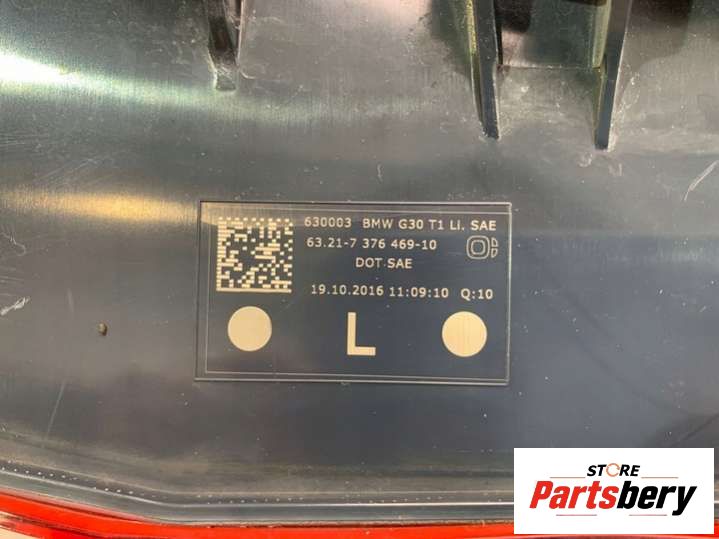 630003 BMW G30 T1 LI. SAE
63.21-7 376 469-10
DOT SAE
19.10.2016 11:09:10 Q:10
L
STORE
Partsbery